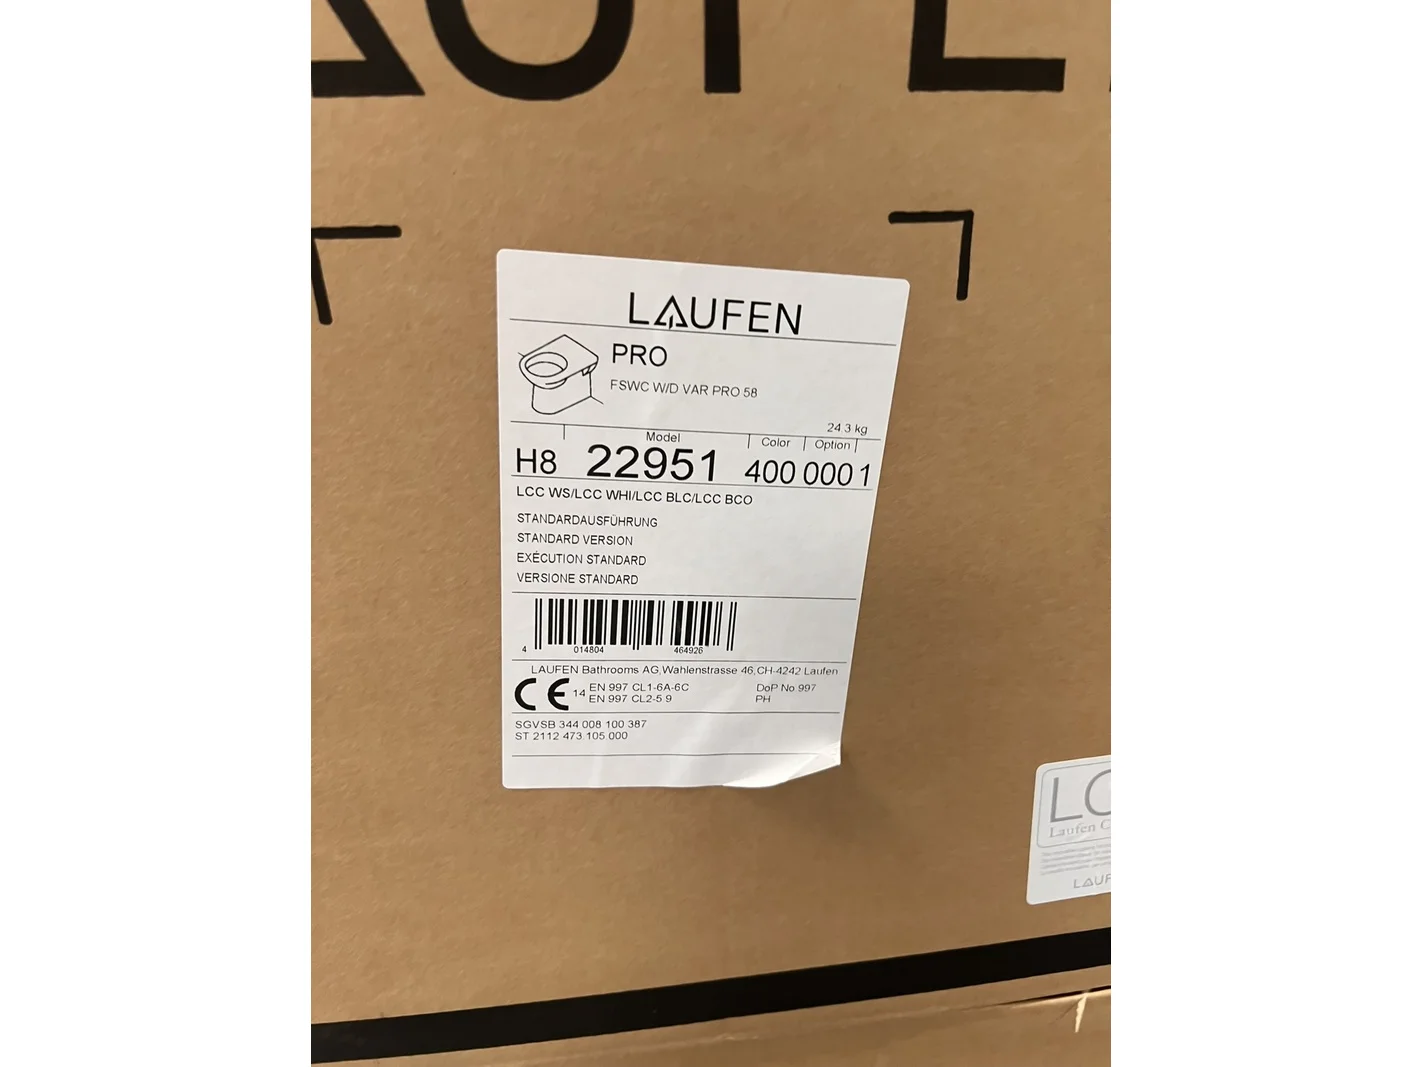 LAUFEN
PRO
FSWC W/D VAR PRO 58
24.3 kg
Model Color Option
H8 22951 400 000 1
LCC WS/LCC WHI/LCC BLC/LCC BCO
STANDARDAUSFÜHRUNG
STANDARD VERSION
EXÉCUTION STANDARD
VERSIONE STANDARD
4 014804 464926
LAUFEN Bathrooms AG,Wahlenstrasse 46,CH-4242 Laufen
CE 14 EN 997 CL1-6A-6C DoP No 997
EN 997 CL2-5.9 PH
SGVSB 344 008 100 387
ST 2112 473 105 000
Laufen